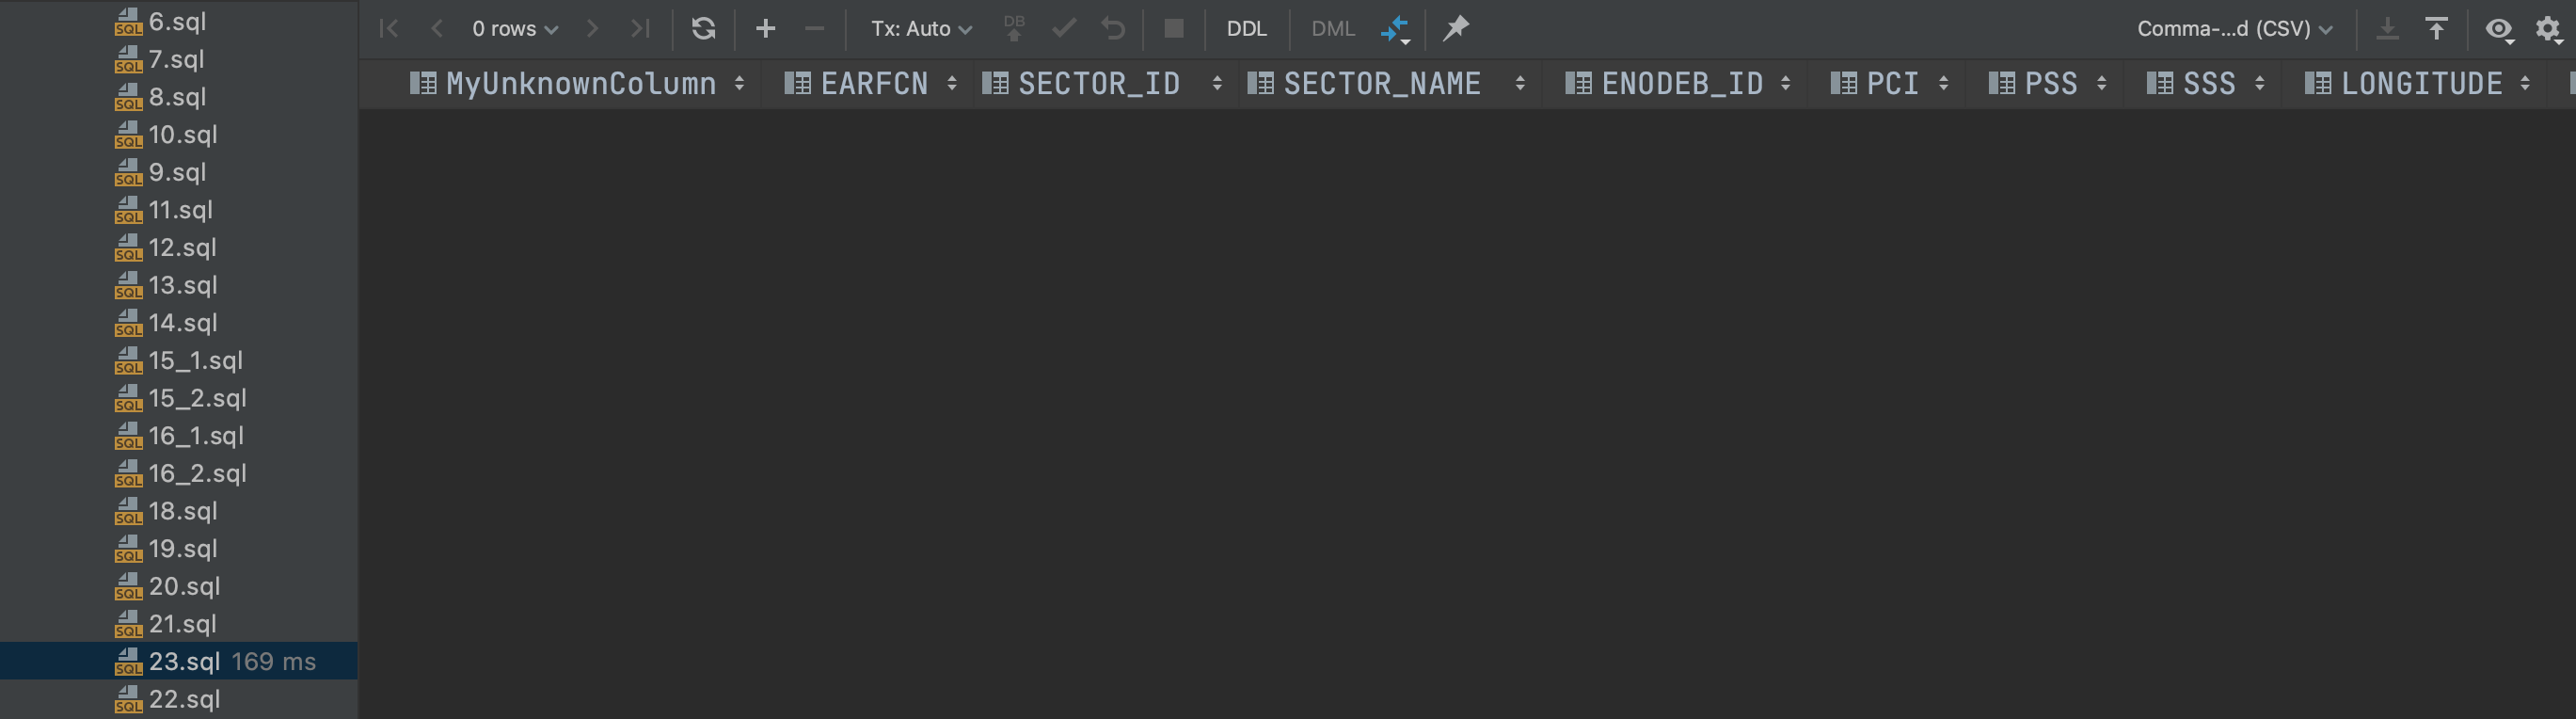 6.sql
7.sql
8.sql
10.sql
9.sql
11.sql
12.sql
13.sql
14.sql
15_1.sql
15_2.sql
16_1.sql
16_2.sql
18.sql
19.sql
20.sql
21.sql
23.sql 169 ms
22.sql
0 rows Tx: Auto DB DDL DML Comma-...d (CSV)
MyUnknownColumn EARFCN SECTOR_ID SECTOR_NAME ENODEB_ID PCI PSS SSS LONGITUDE